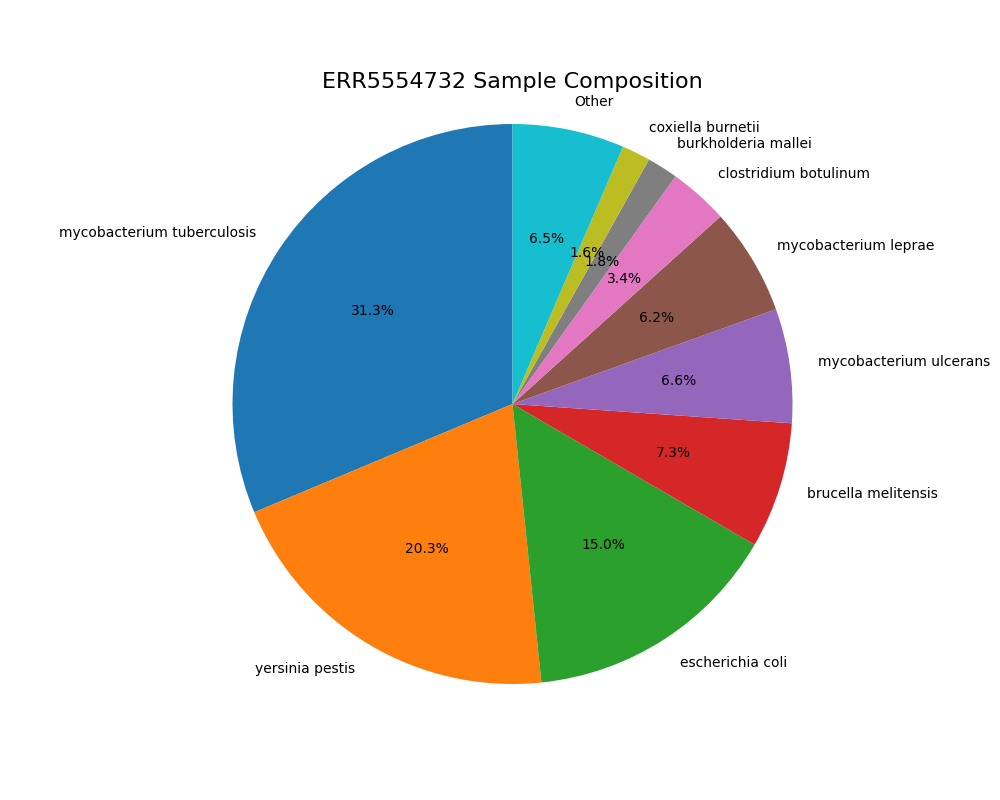 ERR5554732 Sample Composition
Other
coxiella burnetii
burkholderia mallei
clostridium botulinum
mycobacterium tuberculosis
mycobacterium leprae
6.5%
1.6%
1.8%
3.4%
31.3%
6.2%
mycobacterium ulcerans
6.6%
7.3%
brucella melitensis
20.3%
15.0%
escherichia coli
yersinia pestis